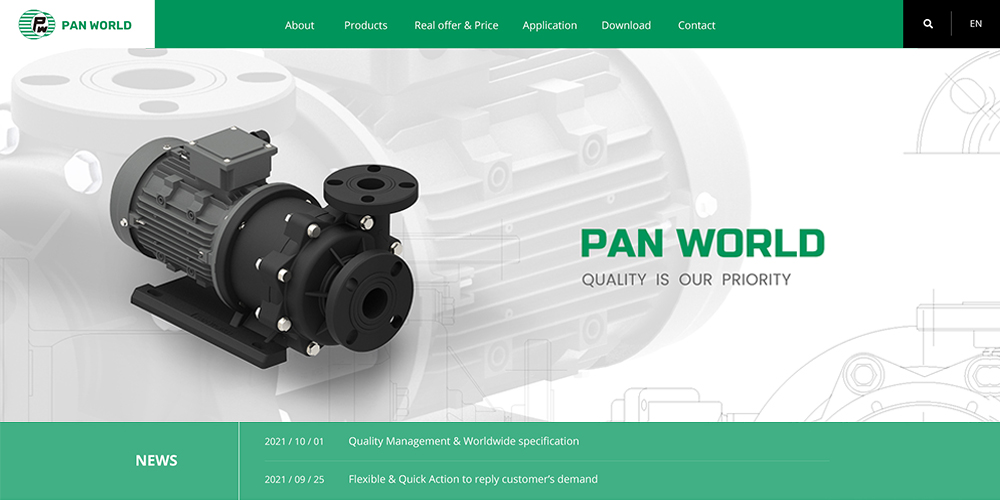 PW PAN WORLD
About Products Real offer & Price Application Download Contact
EN
PAN WORLD
QUALITY IS OUR PRIORITY
NEWS
2021 / 10 / 01 Quality Management & Worldwide specification
2021 / 09 / 25 Flexible & Quick Action to reply customer's demand